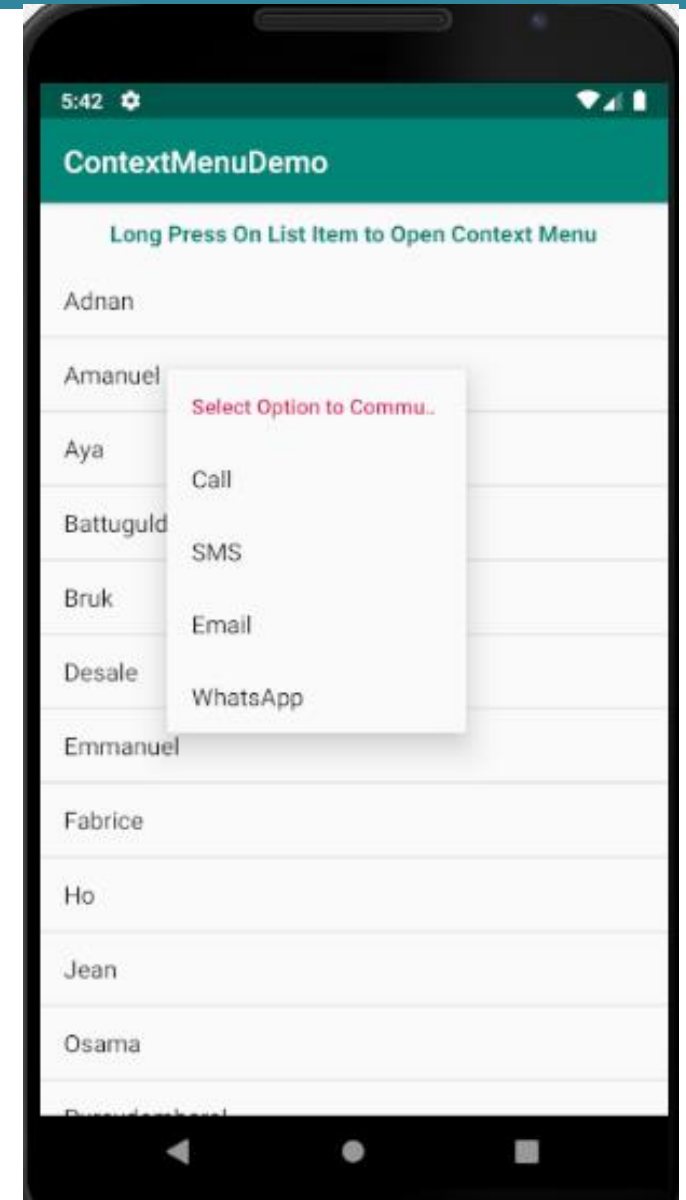 5:42
ContextMenuDemo
Long Press On List Item to Open Context Menu
Adnan
Amanuel
Select Option to Commu..
Aya
Call
Battuguld
SMS
Bruk
Email
Desale
WhatsApp
Emmanuel
Fabrice
Ho
Jean
Osama